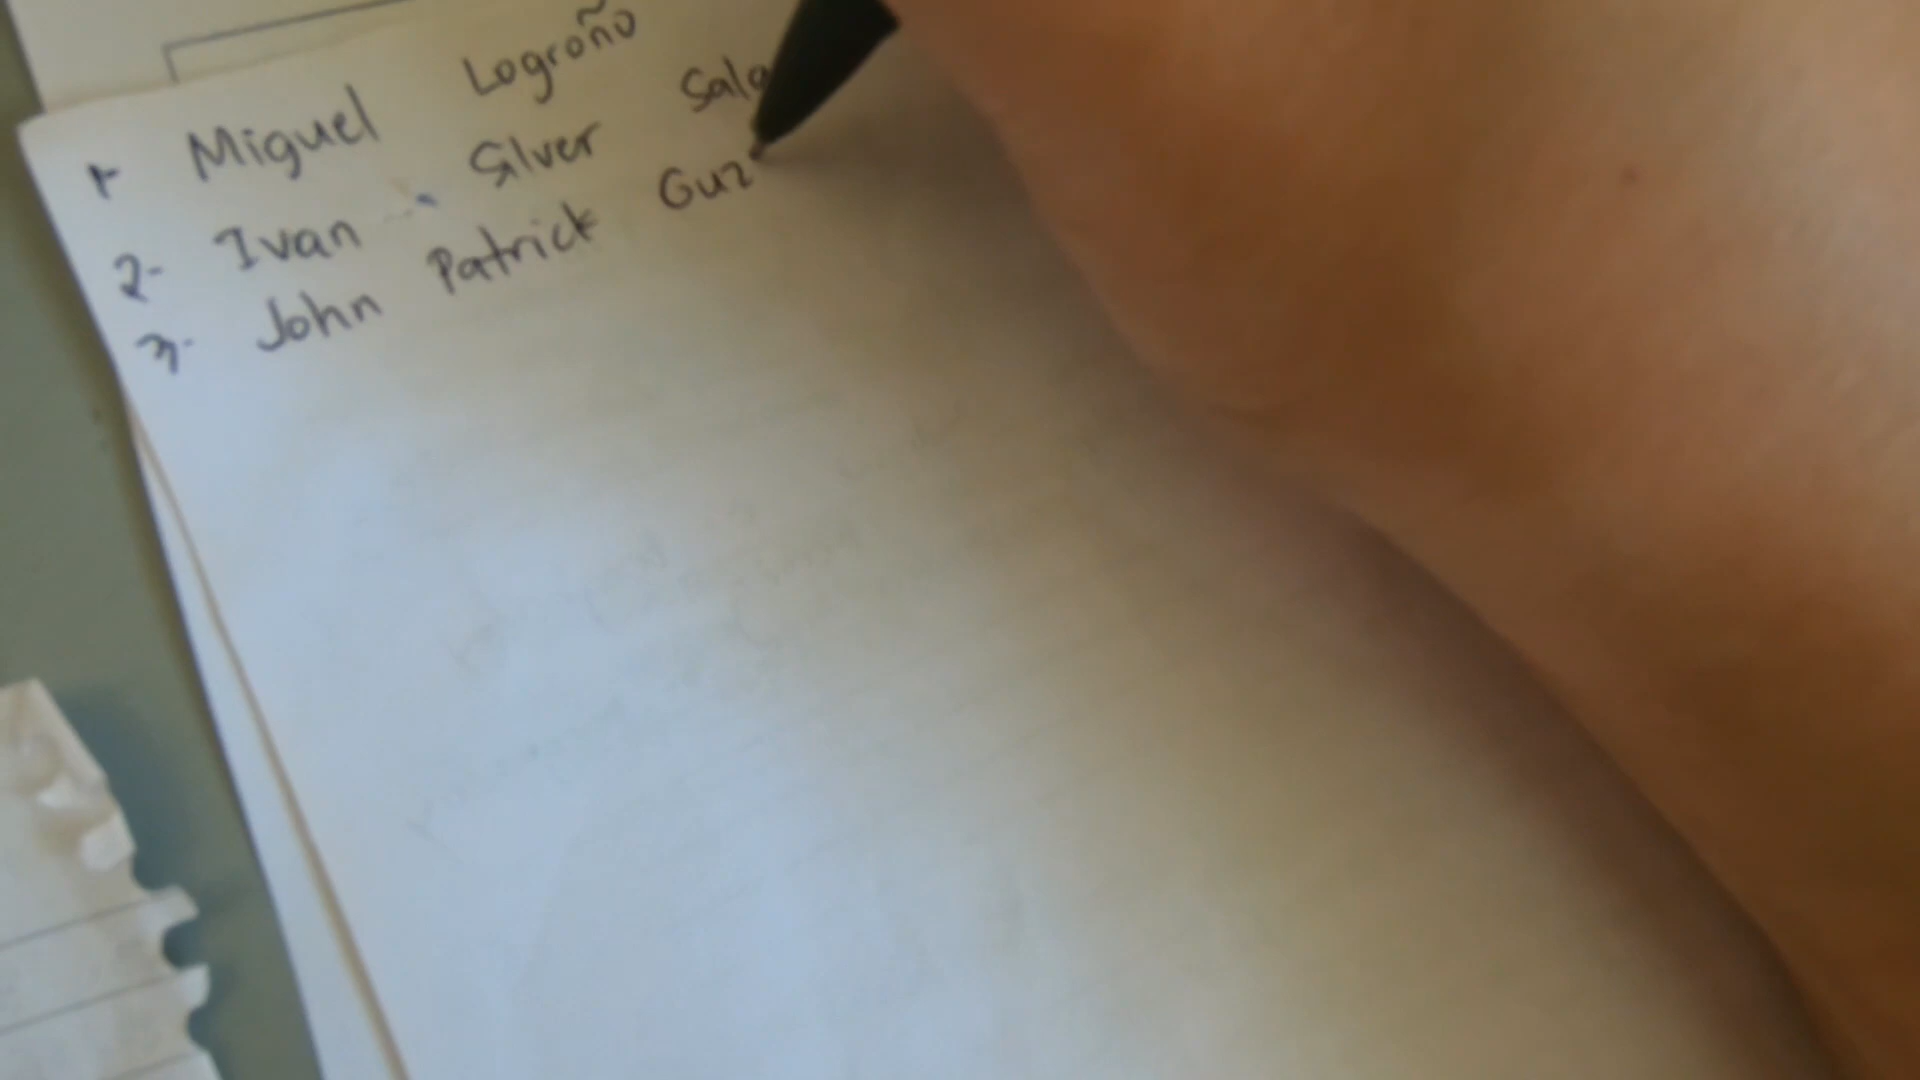 1- Miguel Logroño
2- Ivan Silver Sala
3- John Patrick Guz